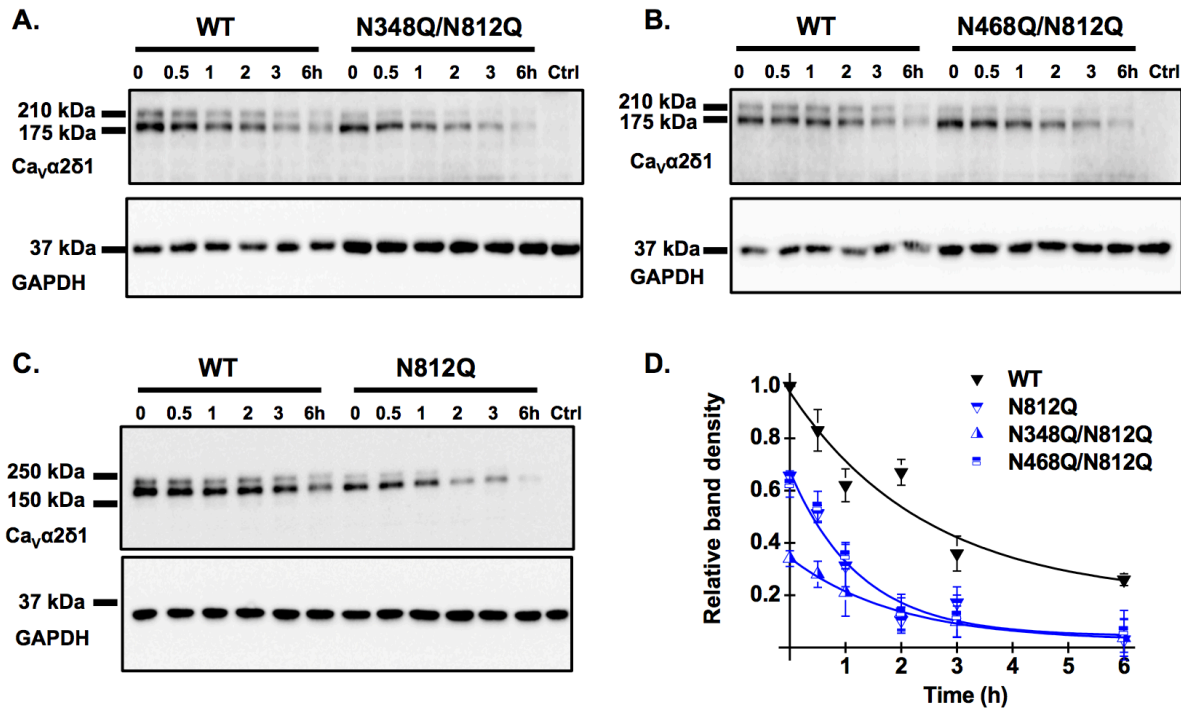 A.
WT N348Q/N812Q
0 0.5 1 2 3 6h 0 0.5 1 2 3 6h Ctrl
210 kDa
175 kDa
CaVα2δ1
37 kDa
GAPDH
B.
WT N468Q/N812Q
0 0.5 1 2 3 6h 0 0.5 1 2 3 6h Ctrl
210 kDa
175 kDa
CaVα2δ1
37 kDa
GAPDH
C.
WT N812Q
0 0.5 1 2 3 6h 0 0.5 1 2 3 6h Ctrl
250 kDa
150 kDa
CaVα2δ1
37 kDa
GAPDH
D.
WT
N812Q
N348Q/N812Q
N468Q/N812Q
Relative band density
1.0
0.8
0.6
0.4
0.2
1 2 3 4 5 6
Time (h)